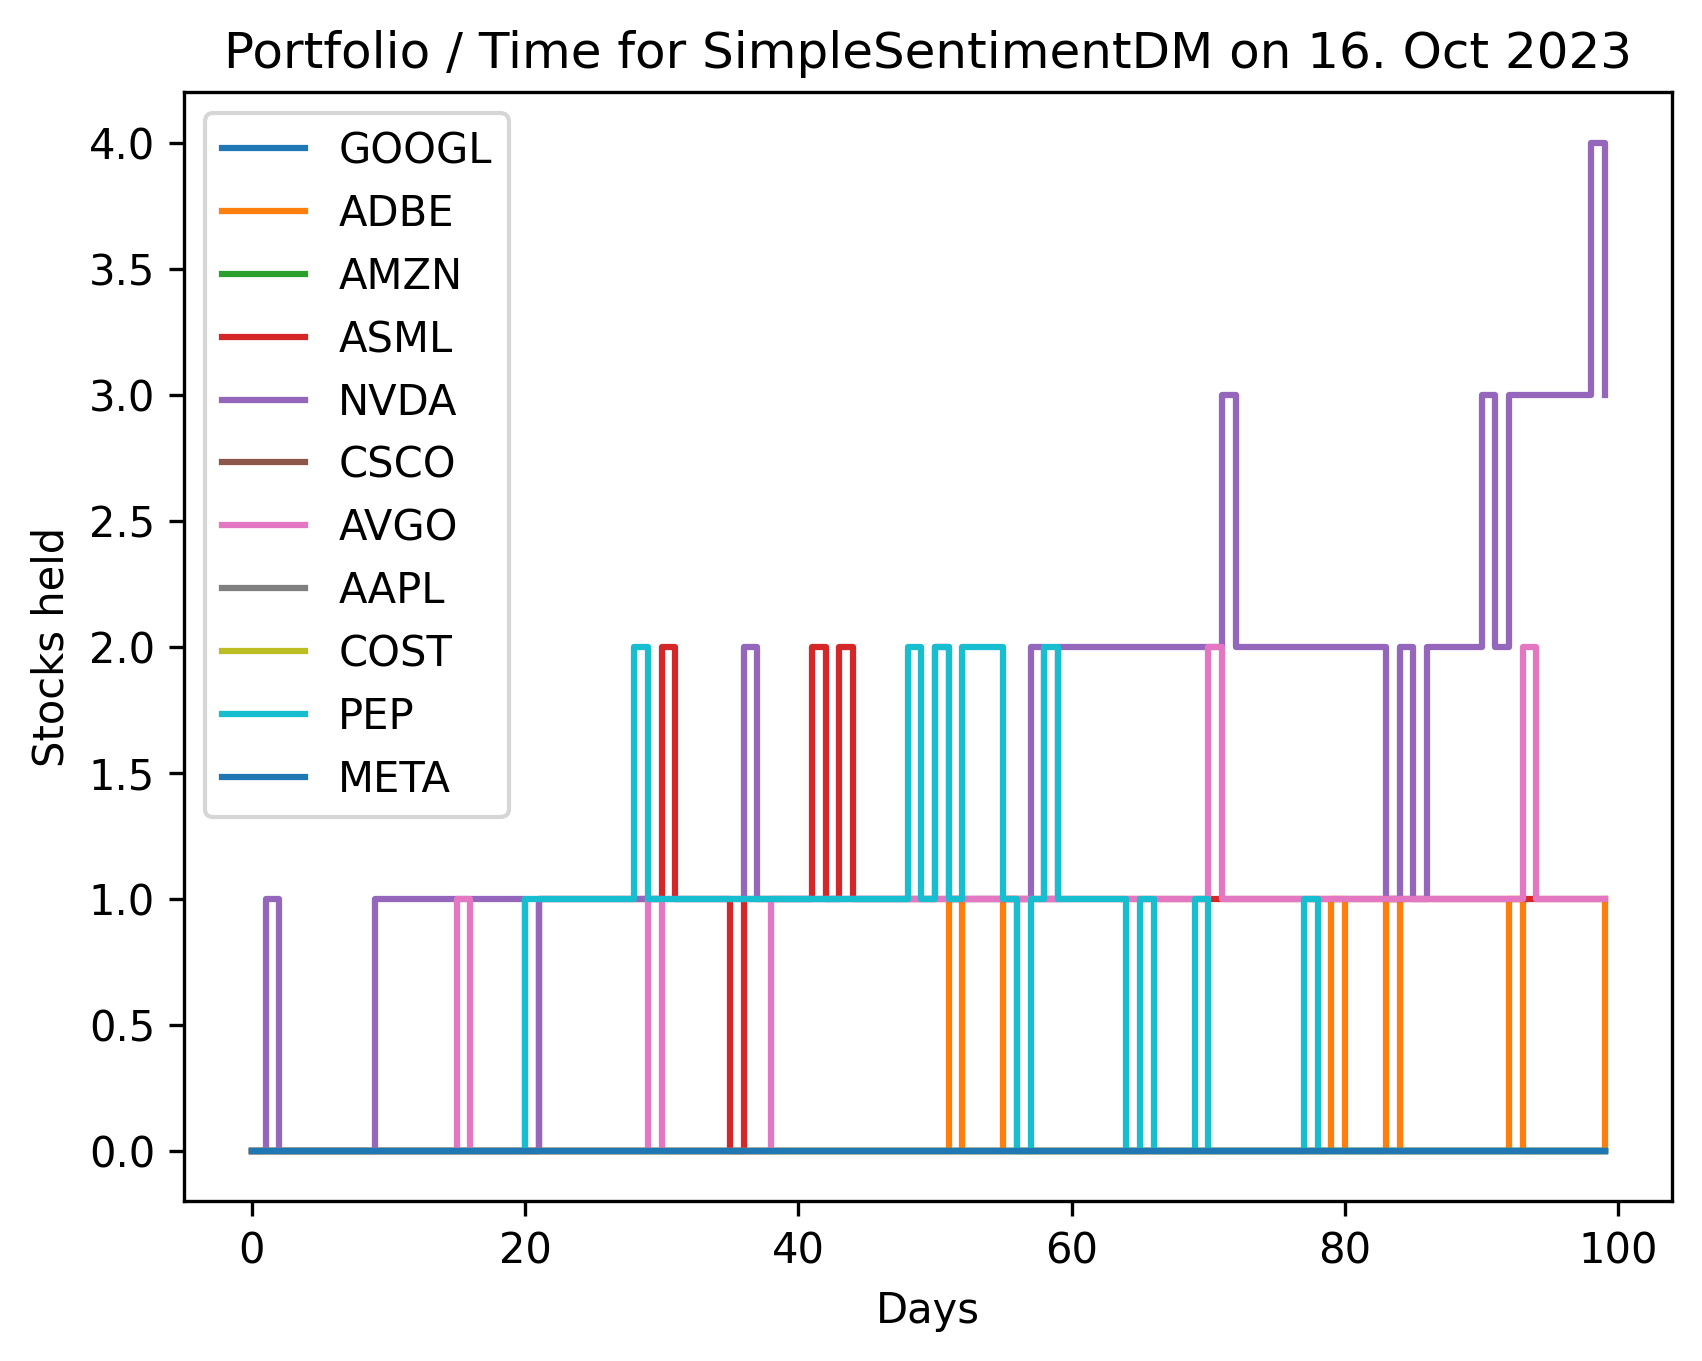 Portfolio / Time for SimpleSentimentDM on 16. Oct 2023
GOOGL
ADBE
AMZN
ASML
NVDA
CSCO
AVGO
AAPL
COST
PEP
META
Stocks held
4.0
3.5
3.0
2.5
2.0
1.5
1.0
0.5
0.0
0
20
40
60
80
100
Days